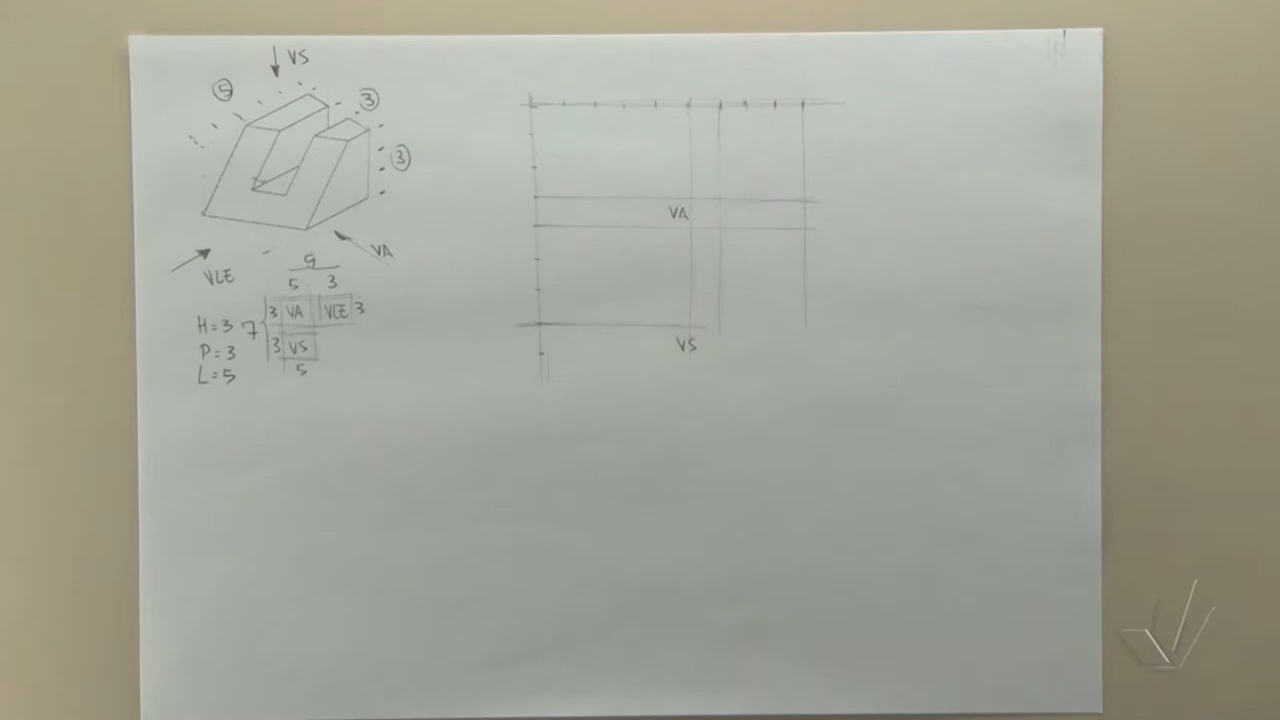 VS
5
3
3
VLE
VA
9
5 3
H=3 7 3 VA VLE 3
P=3 3 VS
L=5 5
VA
VS